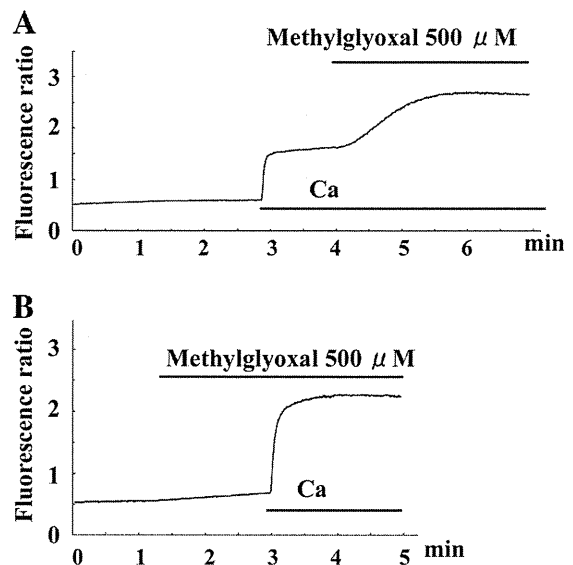 A
Methylglyoxal 500 μM
Fluorescence ratio
3
2
1
0
Ca
0 1 2 3 4 5 6 min
B
Methylglyoxal 500 μM
Fluorescence ratio
3
2
1
0
Ca
0 1 2 3 4 5 min